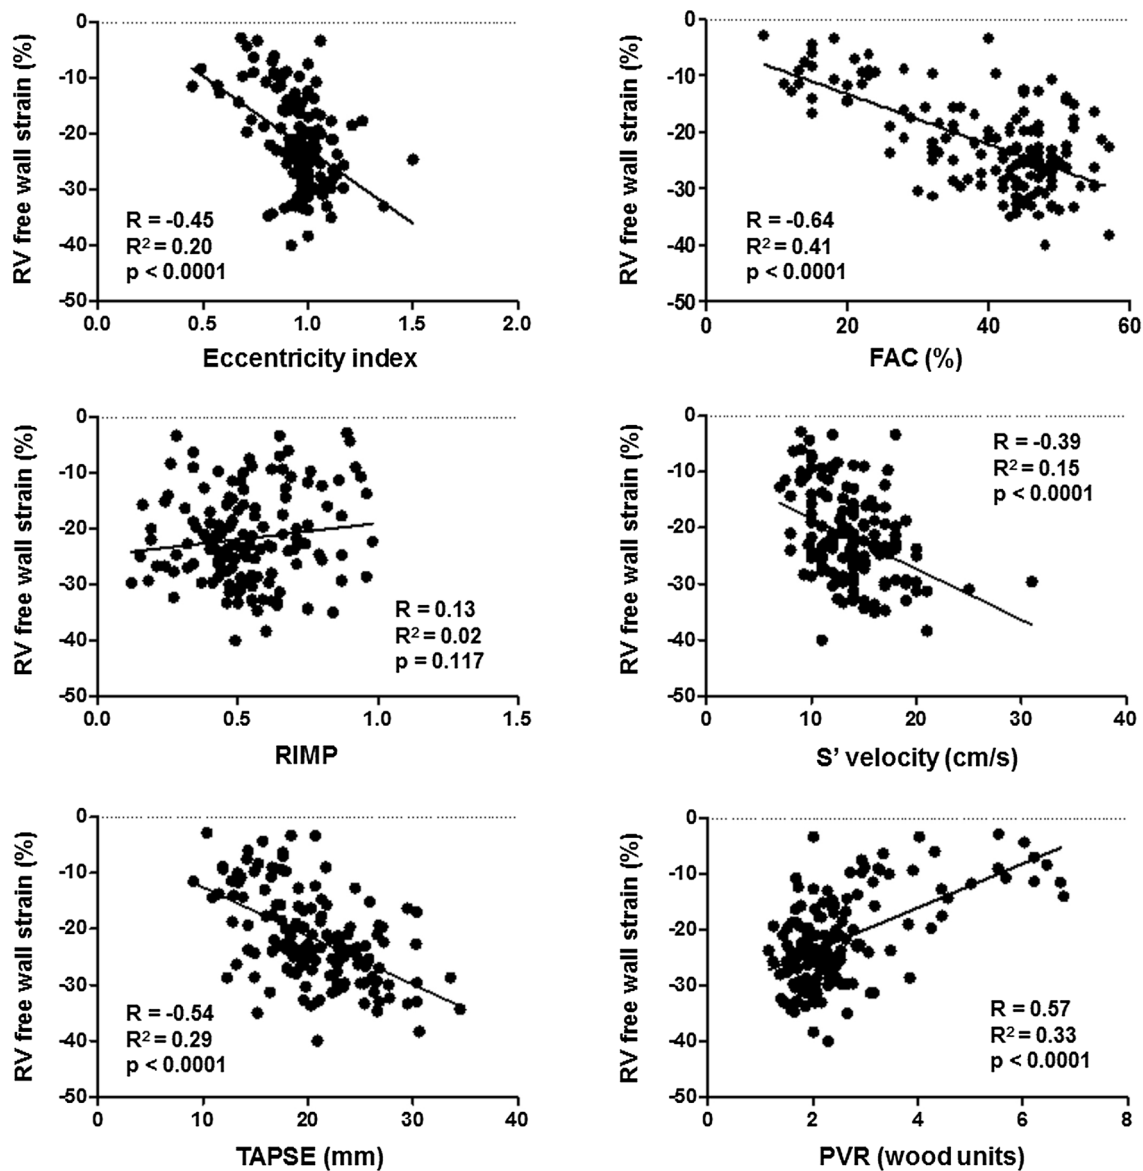 RV free wall strain (%)
0
-10
-20
-30
-40
-50
R = -0.45
R² = 0.20
p < 0.0001
0.0 0.5 1.0 1.5 2.0
Eccentricity index
RV free wall strain (%)
0
-10
-20
-30
-40
-50
R = -0.64
R² = 0.41
p < 0.0001
0 20 40 60
FAC (%)
RV free wall strain (%)
0
-10
-20
-30
-40
-50
R = 0.13
R² = 0.02
p = 0.117
0.0 0.5 1.0 1.5
RIMP
RV free wall strain (%)
0
-10
-20
-30
-40
-50
R = -0.39
R² = 0.15
p < 0.0001
0 10 20 30 40
S’ velocity (cm/s)
RV free wall strain (%)
0
-10
-20
-30
-40
-50
R = -0.54
R² = 0.29
p < 0.0001
0 10 20 30 40
TAPSE (mm)
RV free wall strain (%)
0
-10
-20
-30
-40
-50
R = 0.57
R² = 0.33
p < 0.0001
0 2 4 6 8
PVR (wood units)